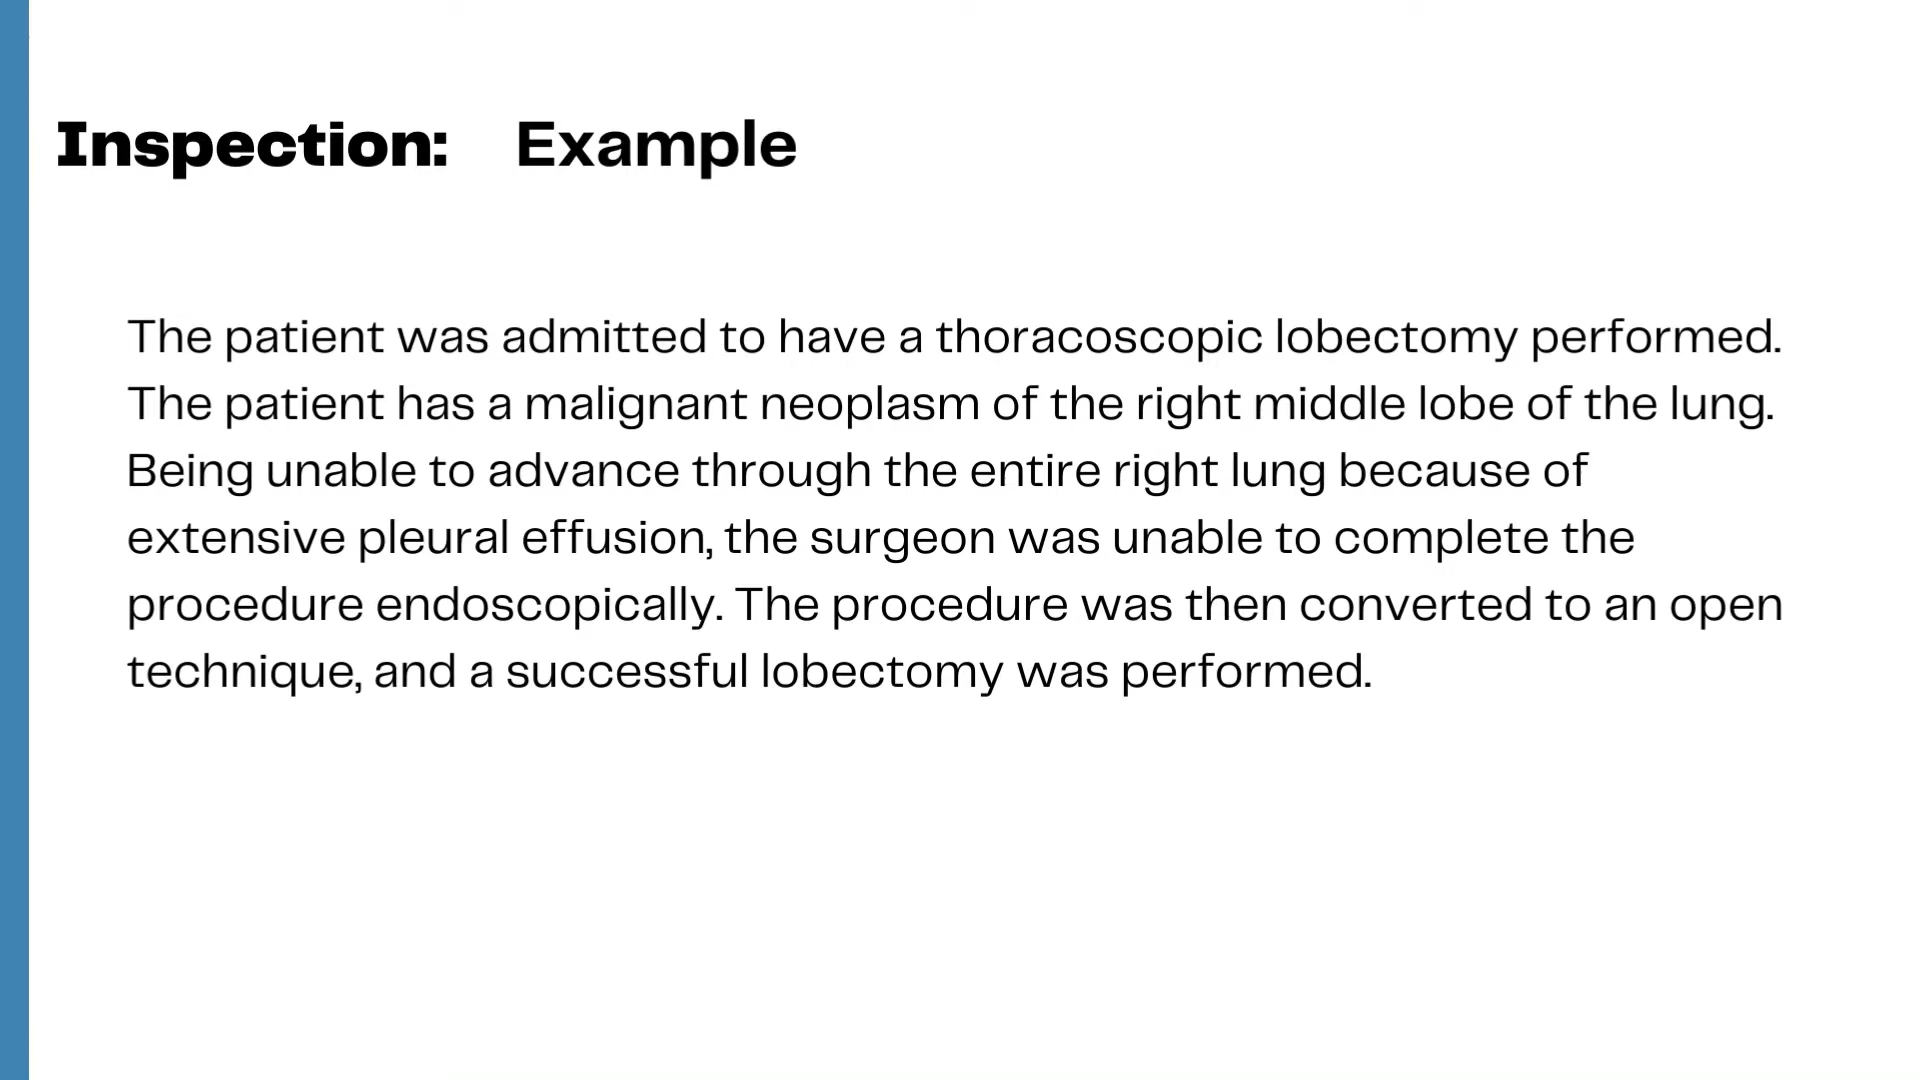 Inspection: Example
The patient was admitted to have a thoracoscopic lobectomy performed.
The patient has a malignant neoplasm of the right middle lobe of the lung.
Being unable to advance through the entire right lung because of
extensive pleural effusion, the surgeon was unable to complete the
procedure endoscopically. The procedure was then converted to an open
technique, and a successful lobectomy was performed.